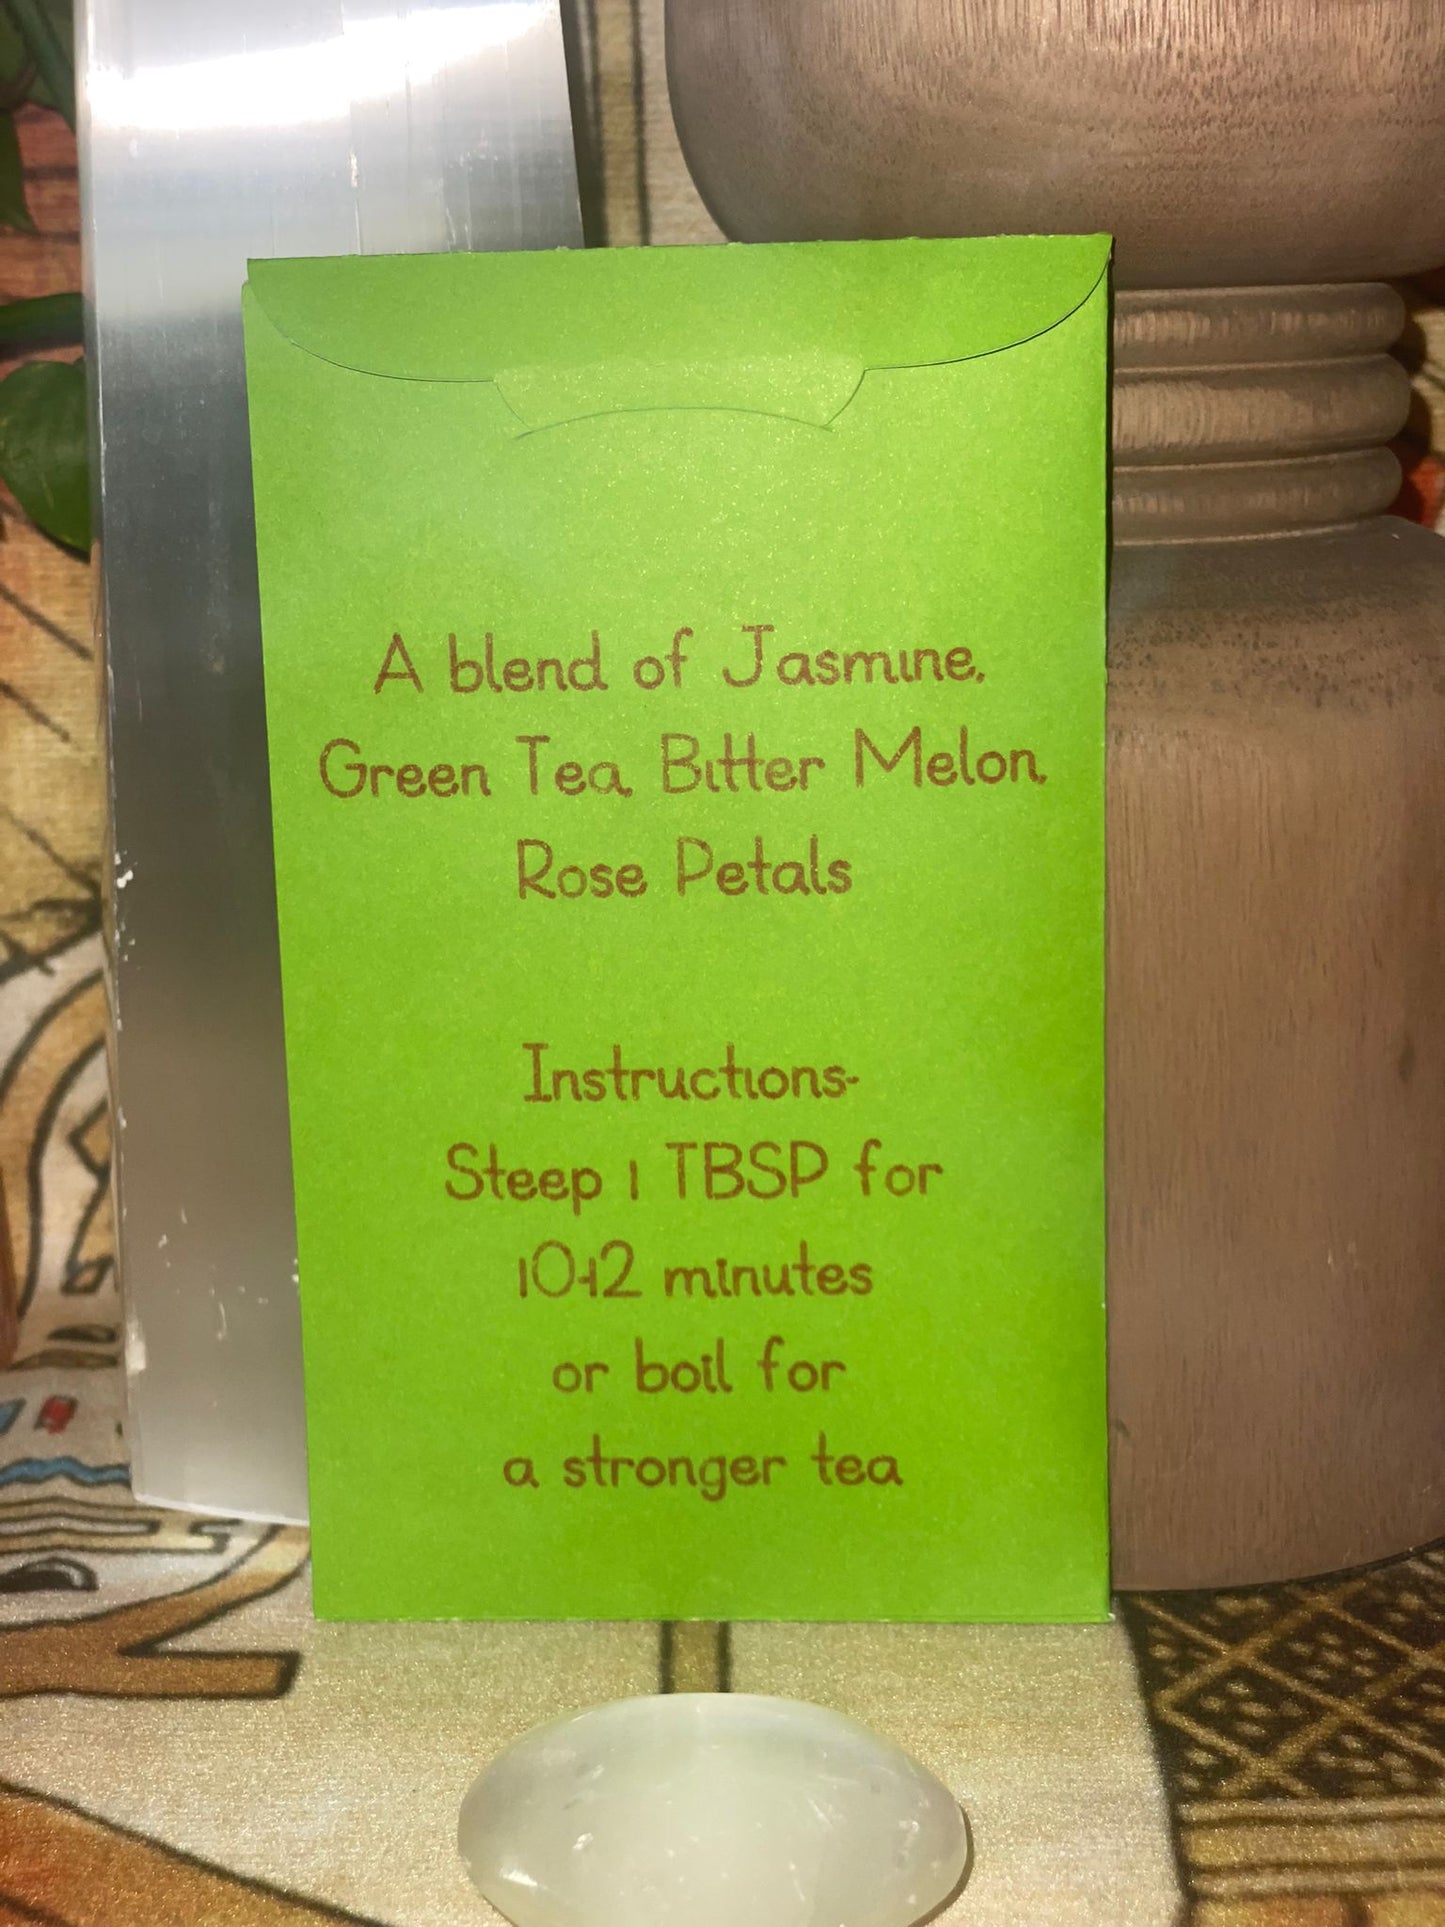 A blend of Jasmine,
Green Tea, Bitter Melon,
Rose Petals
Instructions-
Steep 1 TBSP for
10-12 minutes
or boil for
a stronger tea